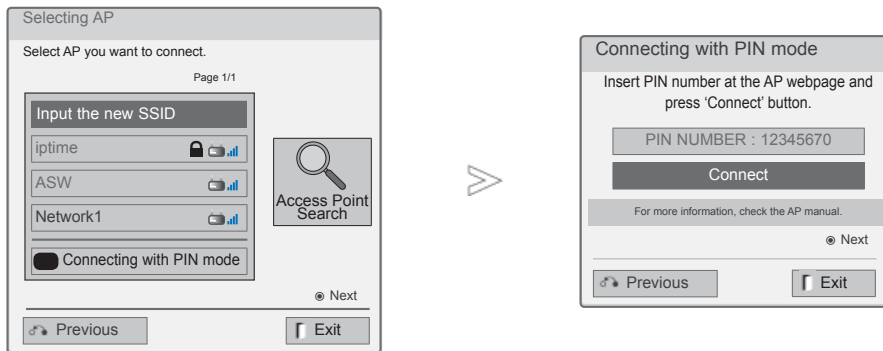 Selecting AP
Select AP you want to connect.
Page 1/1
Input the new SSID
iptime
ASW
Network1
Connecting with PIN mode
Access Point
Search
Next
Previous
Exit
Connecting with PIN mode
Insert PIN number at the AP webpage and
press ‘Connect’ button.
PIN NUMBER : 12345670
Connect
For more information, check the AP manual.
Next
Previous
Exit